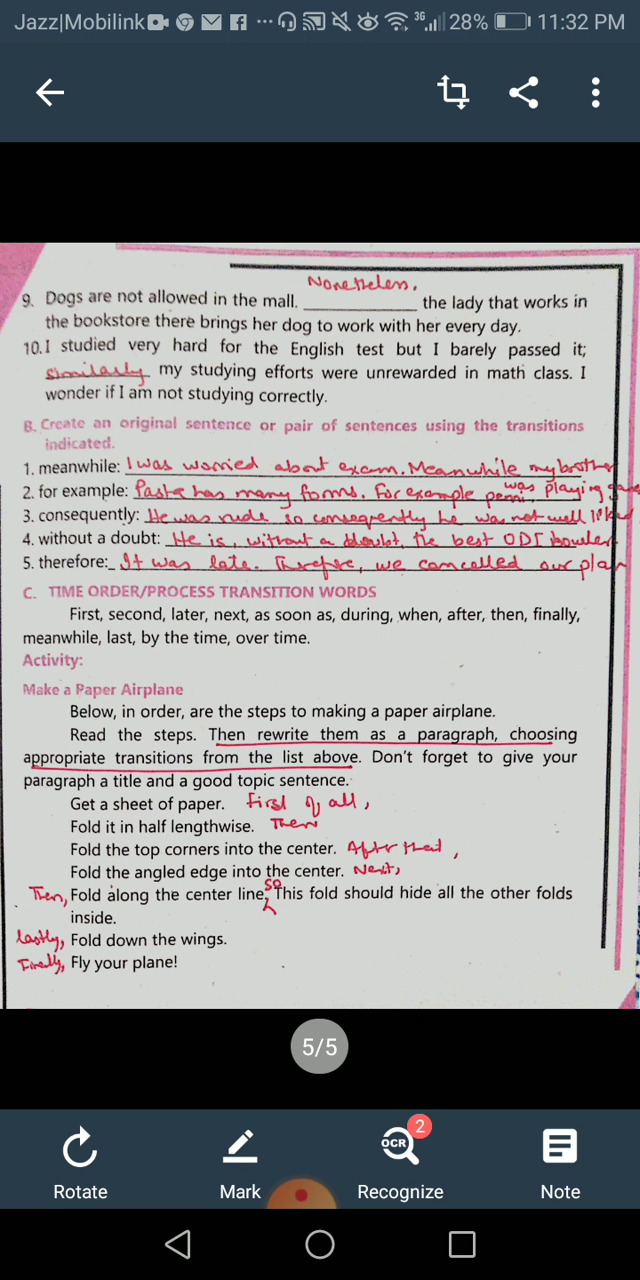 Jazz|Mobilink 3G 28% 11:32 PM
Nonetheless,
9. Dogs are not allowed in the mall. ____________ the lady that works in
the bookstore there brings her dog to work with her every day.
10.I studied very hard for the English test but I barely passed it;
similarly my studying efforts were unrewarded in math class. I
wonder if I am not studying correctly.
B. Create an original sentence or pair of sentences using the transitions
indicated.
1. meanwhile: I was worried about exam. Meanwhile my brother
was playing game
2. for example: Pasta has many forms. For example penni
3. consequently: He was rude so consequently he was not well liked
4. without a doubt: He is, without a doubt, the best ODI bowler
5. therefore: It was late. Therefore, we cancelled our plan
C. TIME ORDER/PROCESS TRANSITION WORDS
First, second, later, next, as soon as, during, when, after, then, finally,
meanwhile, last, by the time, over time.
Activity:
Make a Paper Airplane
Below, in order, are the steps to making a paper airplane.
Read the steps. Then rewrite them as a paragraph, choosing
appropriate transitions from the list above. Don't forget to give your
paragraph a title and a good topic sentence.
Get a sheet of paper. First of all,
Fold it in half lengthwise. Then
Fold the top corners into the center. After that,
Fold the angled edge into the center. Next,
Then, Fold along the center line. so This fold should hide all the other folds
inside.
lastly, Fold down the wings.
Finally, Fly your plane!
5/5
OCR 2
Rotate Mark Recognize Note